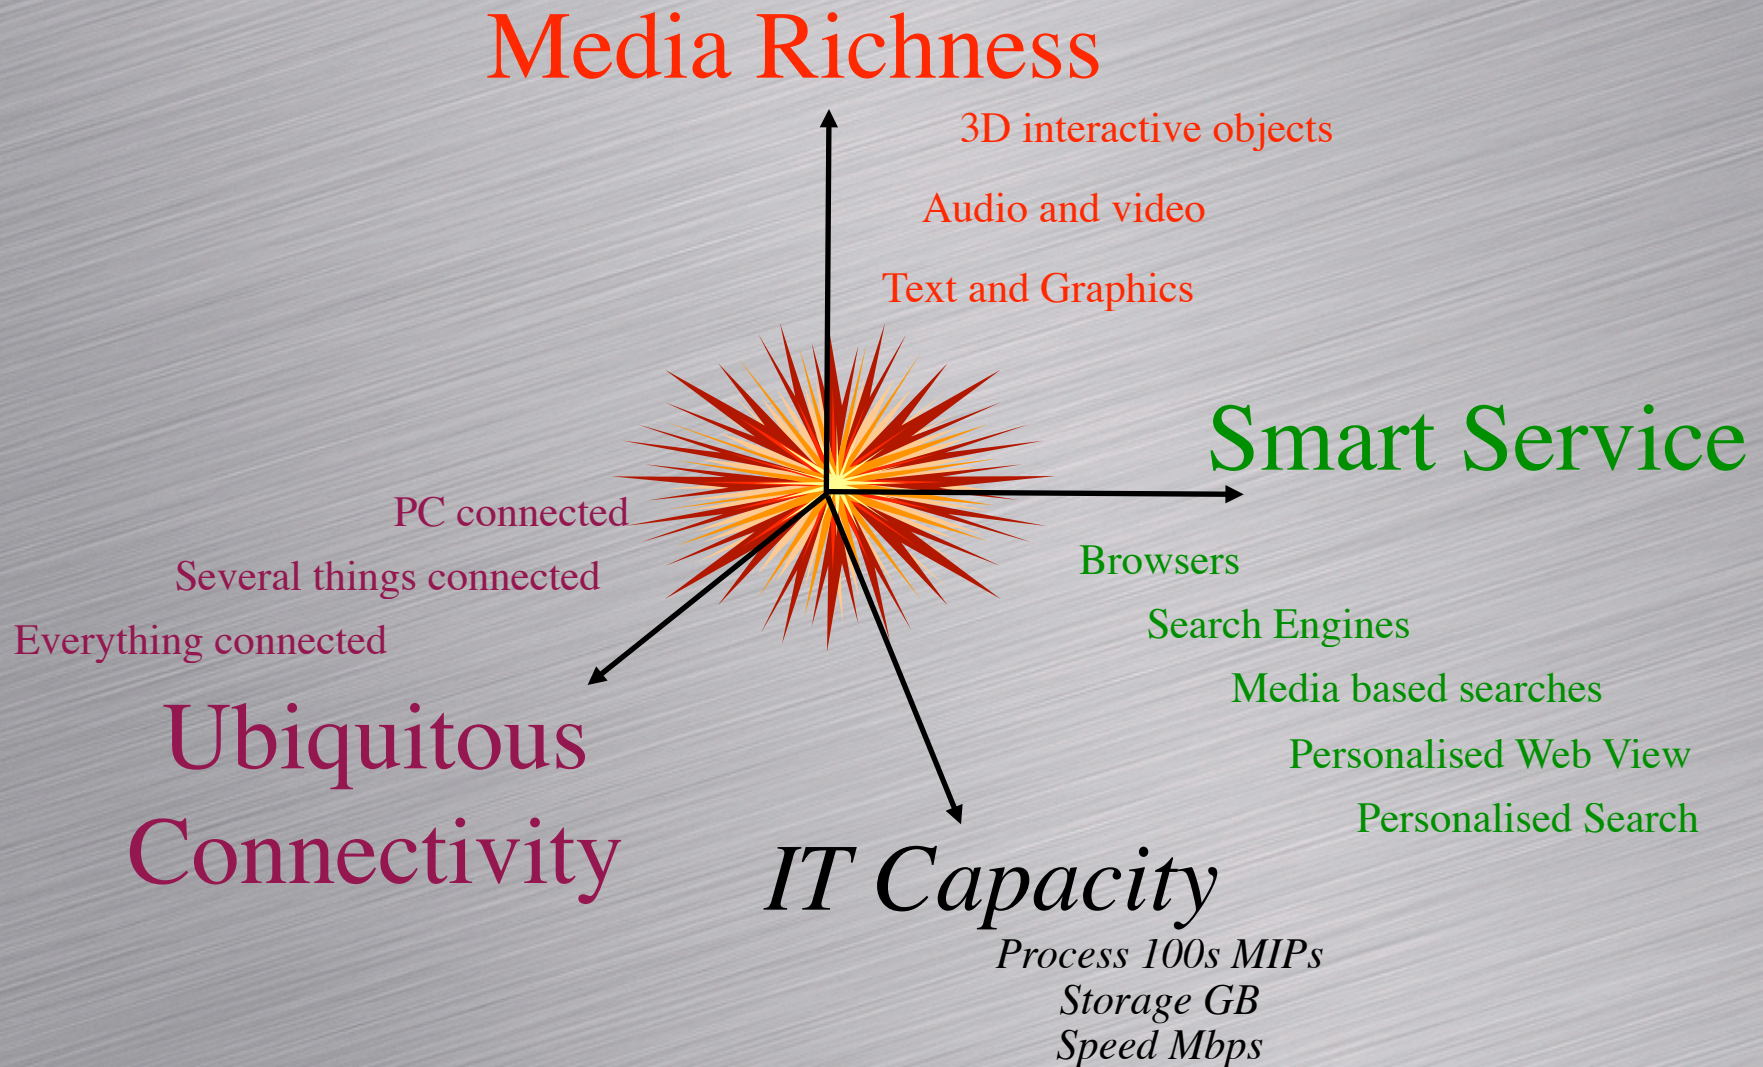 Media Richness
3D interactive objects
Audio and video
Text and Graphics
Smart Service
PC connected
Several things connected
Everything connected
Ubiquitous
Connectivity
Browsers
Search Engines
Media based searches
Personalised Web View
Personalised Search
IT Capacity
Process 100s MIPs
Storage GB
Speed Mbps